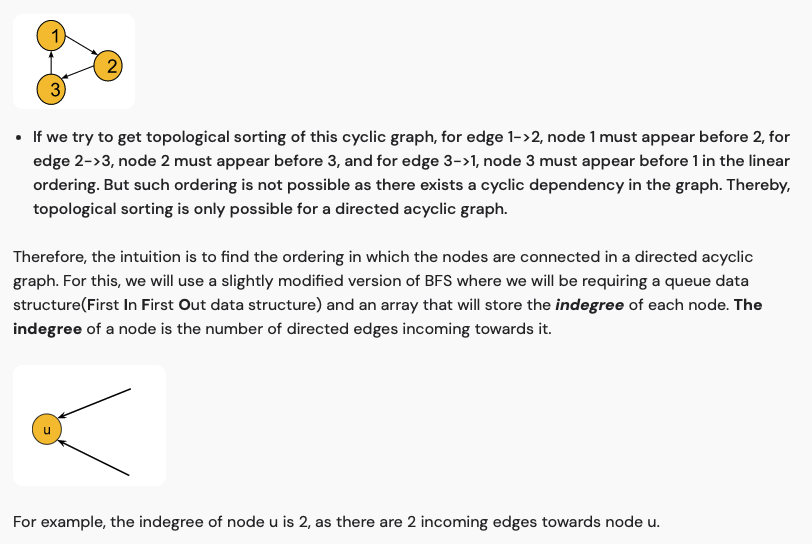 1
2
3
• If we try to get topological sorting of this cyclic graph, for edge 1->2, node 1 must appear before 2, for
edge 2->3, node 2 must appear before 3, and for edge 3->1, node 3 must appear before 1 in the linear
ordering. But such ordering is not possible as there exists a cyclic dependency in the graph. Thereby,
topological sorting is only possible for a directed acyclic graph.
Therefore, the intuition is to find the ordering in which the nodes are connected in a directed acyclic
graph. For this, we will use a slightly modified version of BFS where we will be requiring a queue data
structure(First In First Out data structure) and an array that will store the indegree of each node. The
indegree of a node is the number of directed edges incoming towards it.
u
For example, the indegree of node u is 2, as there are 2 incoming edges towards node u.